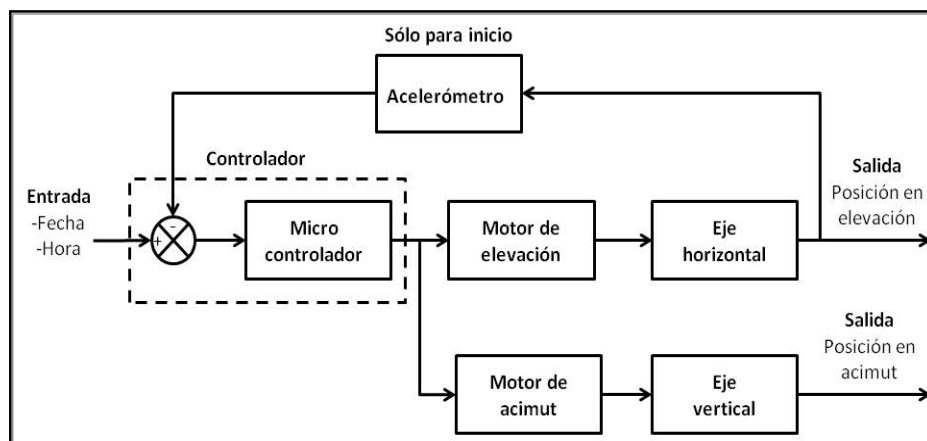 Sólo para inicio
Acelerómetro
Controlador
Entrada
-Fecha
-Hora
+
-
Micro
controlador
Motor de
elevación
Eje
horizontal
Salida
Posición en
elevación
Motor de
acimut
Eje
vertical
Salida
Posición en
acimut